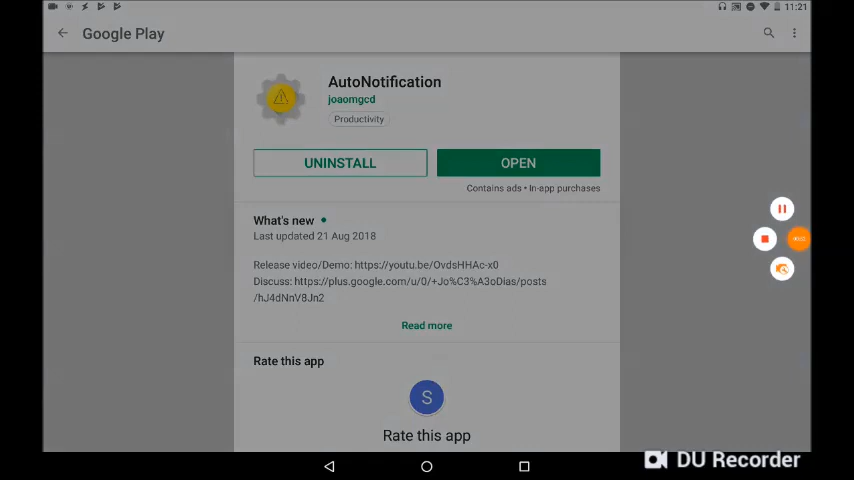 11:21
Google Play
AutoNotification
joaomgcd
Productivity
UNINSTALL
OPEN
Contains ads • In-app purchases
What's new
Last updated 21 Aug 2018
Release video/Demo: https://youtu.be/OvdsHHAc-x0
Discuss: https://plus.google.com/u/0/+Jo%C3%A3oDias/posts
/hJ4dNnV8Jn2
Read more
Rate this app
S
Rate this app
DU Recorder